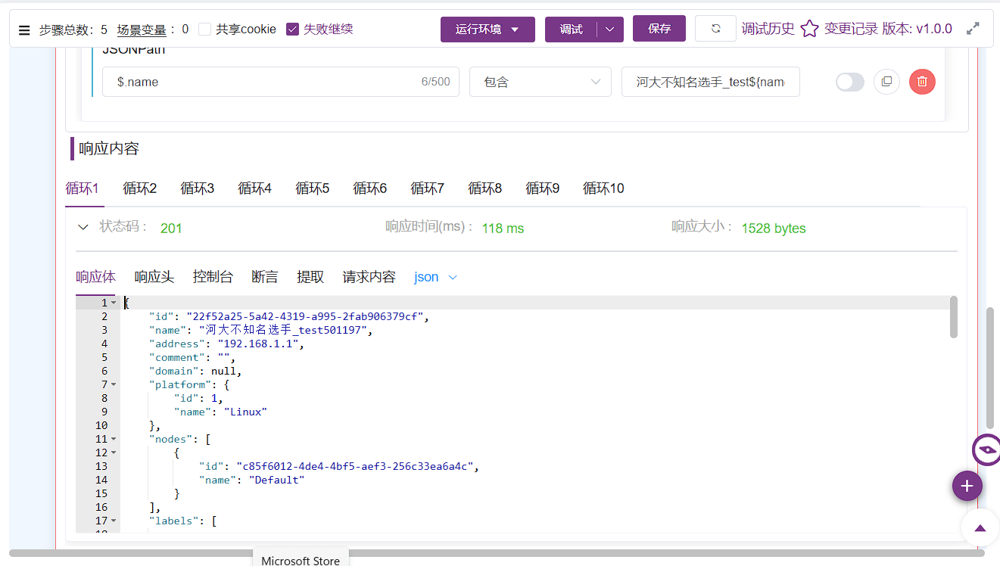 步骤总数：5 场景变量：0 共享cookie 失败继续 运行环境 调试 保存 调试历史 变更记录 版本: v1.0.0
JSONPath
$.name 6/500 包含 河大不知名选手_test${nam
响应内容
循环1 循环2 循环3 循环4 循环5 循环6 循环7 循环8 循环9 循环10
状态码： 201 响应时间(ms)： 118 ms 响应大小： 1528 bytes
响应体 响应头 控制台 断言 提取 请求内容 json
1 {
2 "id": "22f52a25-5a42-4319-a995-2fab906379cf",
3 "name": "河大不知名选手_test501197",
4 "address": "192.168.1.1",
5 "comment": "",
6 "domain": null,
7 "platform": {
8 "id": 1,
9 "name": "Linux"
10 },
11 "nodes": [
12 {
13 "id": "c85f6012-4de4-4bf5-aef3-256c33ea6a4c",
14 "name": "Default"
15 }
16 ],
17 "labels": [
Microsoft Store